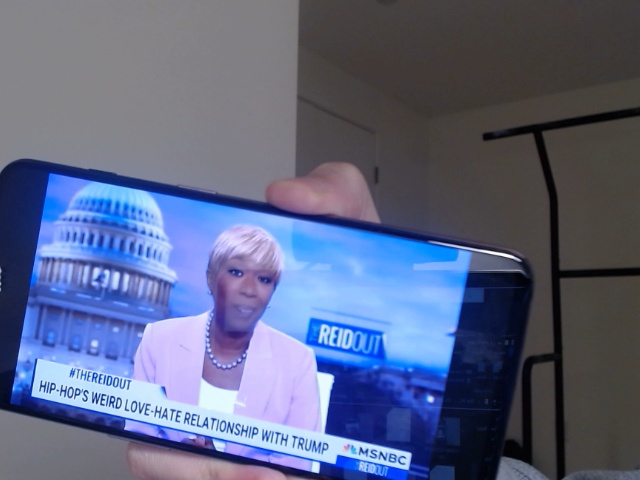 THE REIDOUT
#THEREIDOUT
HIP-HOP'S WEIRD LOVE-HATE RELATIONSHIP WITH TRUMP
MSNBC
REIDOUT